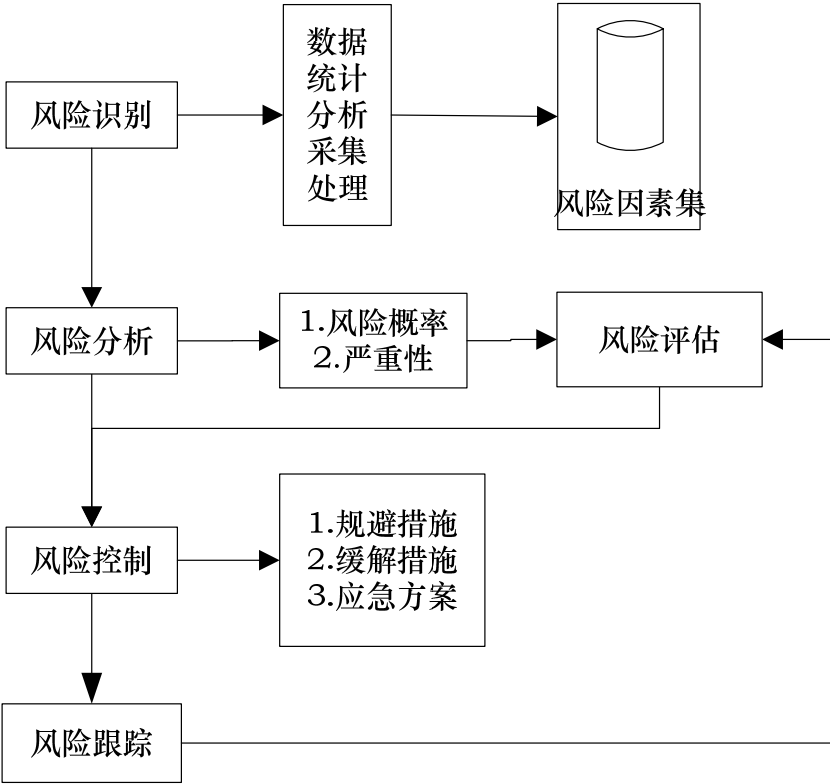 风险识别
数据
统计
分析
采集
处理
风险因素集
风险分析
1.风险概率
2.严重性
风险评估
风险控制
1.规避措施
2.缓解措施
3.应急方案
风险跟踪